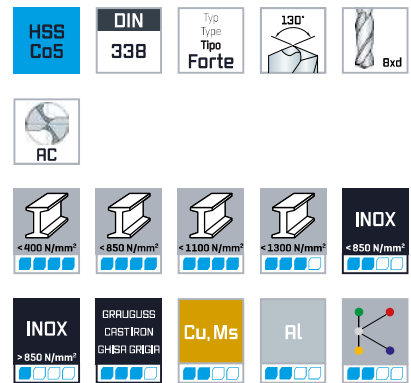 HSS
Co5
DIN
338
Typ
Type
Tipo
Forte
130°
8xd
AC
<400 N/mm²
<850 N/mm²
<1100 N/mm²
<1300 N/mm²
INOX
<850 N/mm²
INOX
>850 N/mm²
GRAUGUSS
CAST IRON
GHISA GRIGIA
Cu, Ms
Al